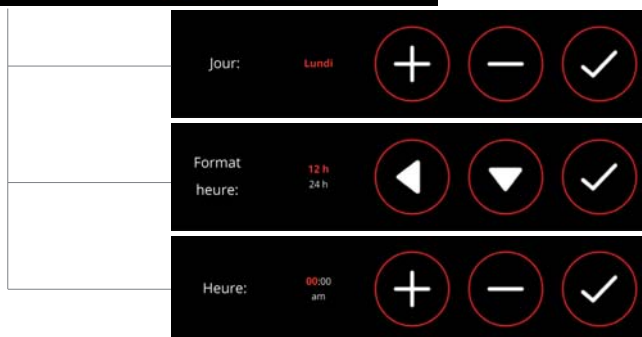 Jour: Lundi
Format
heure:
12 h
24 h
Heure:
00:00
am